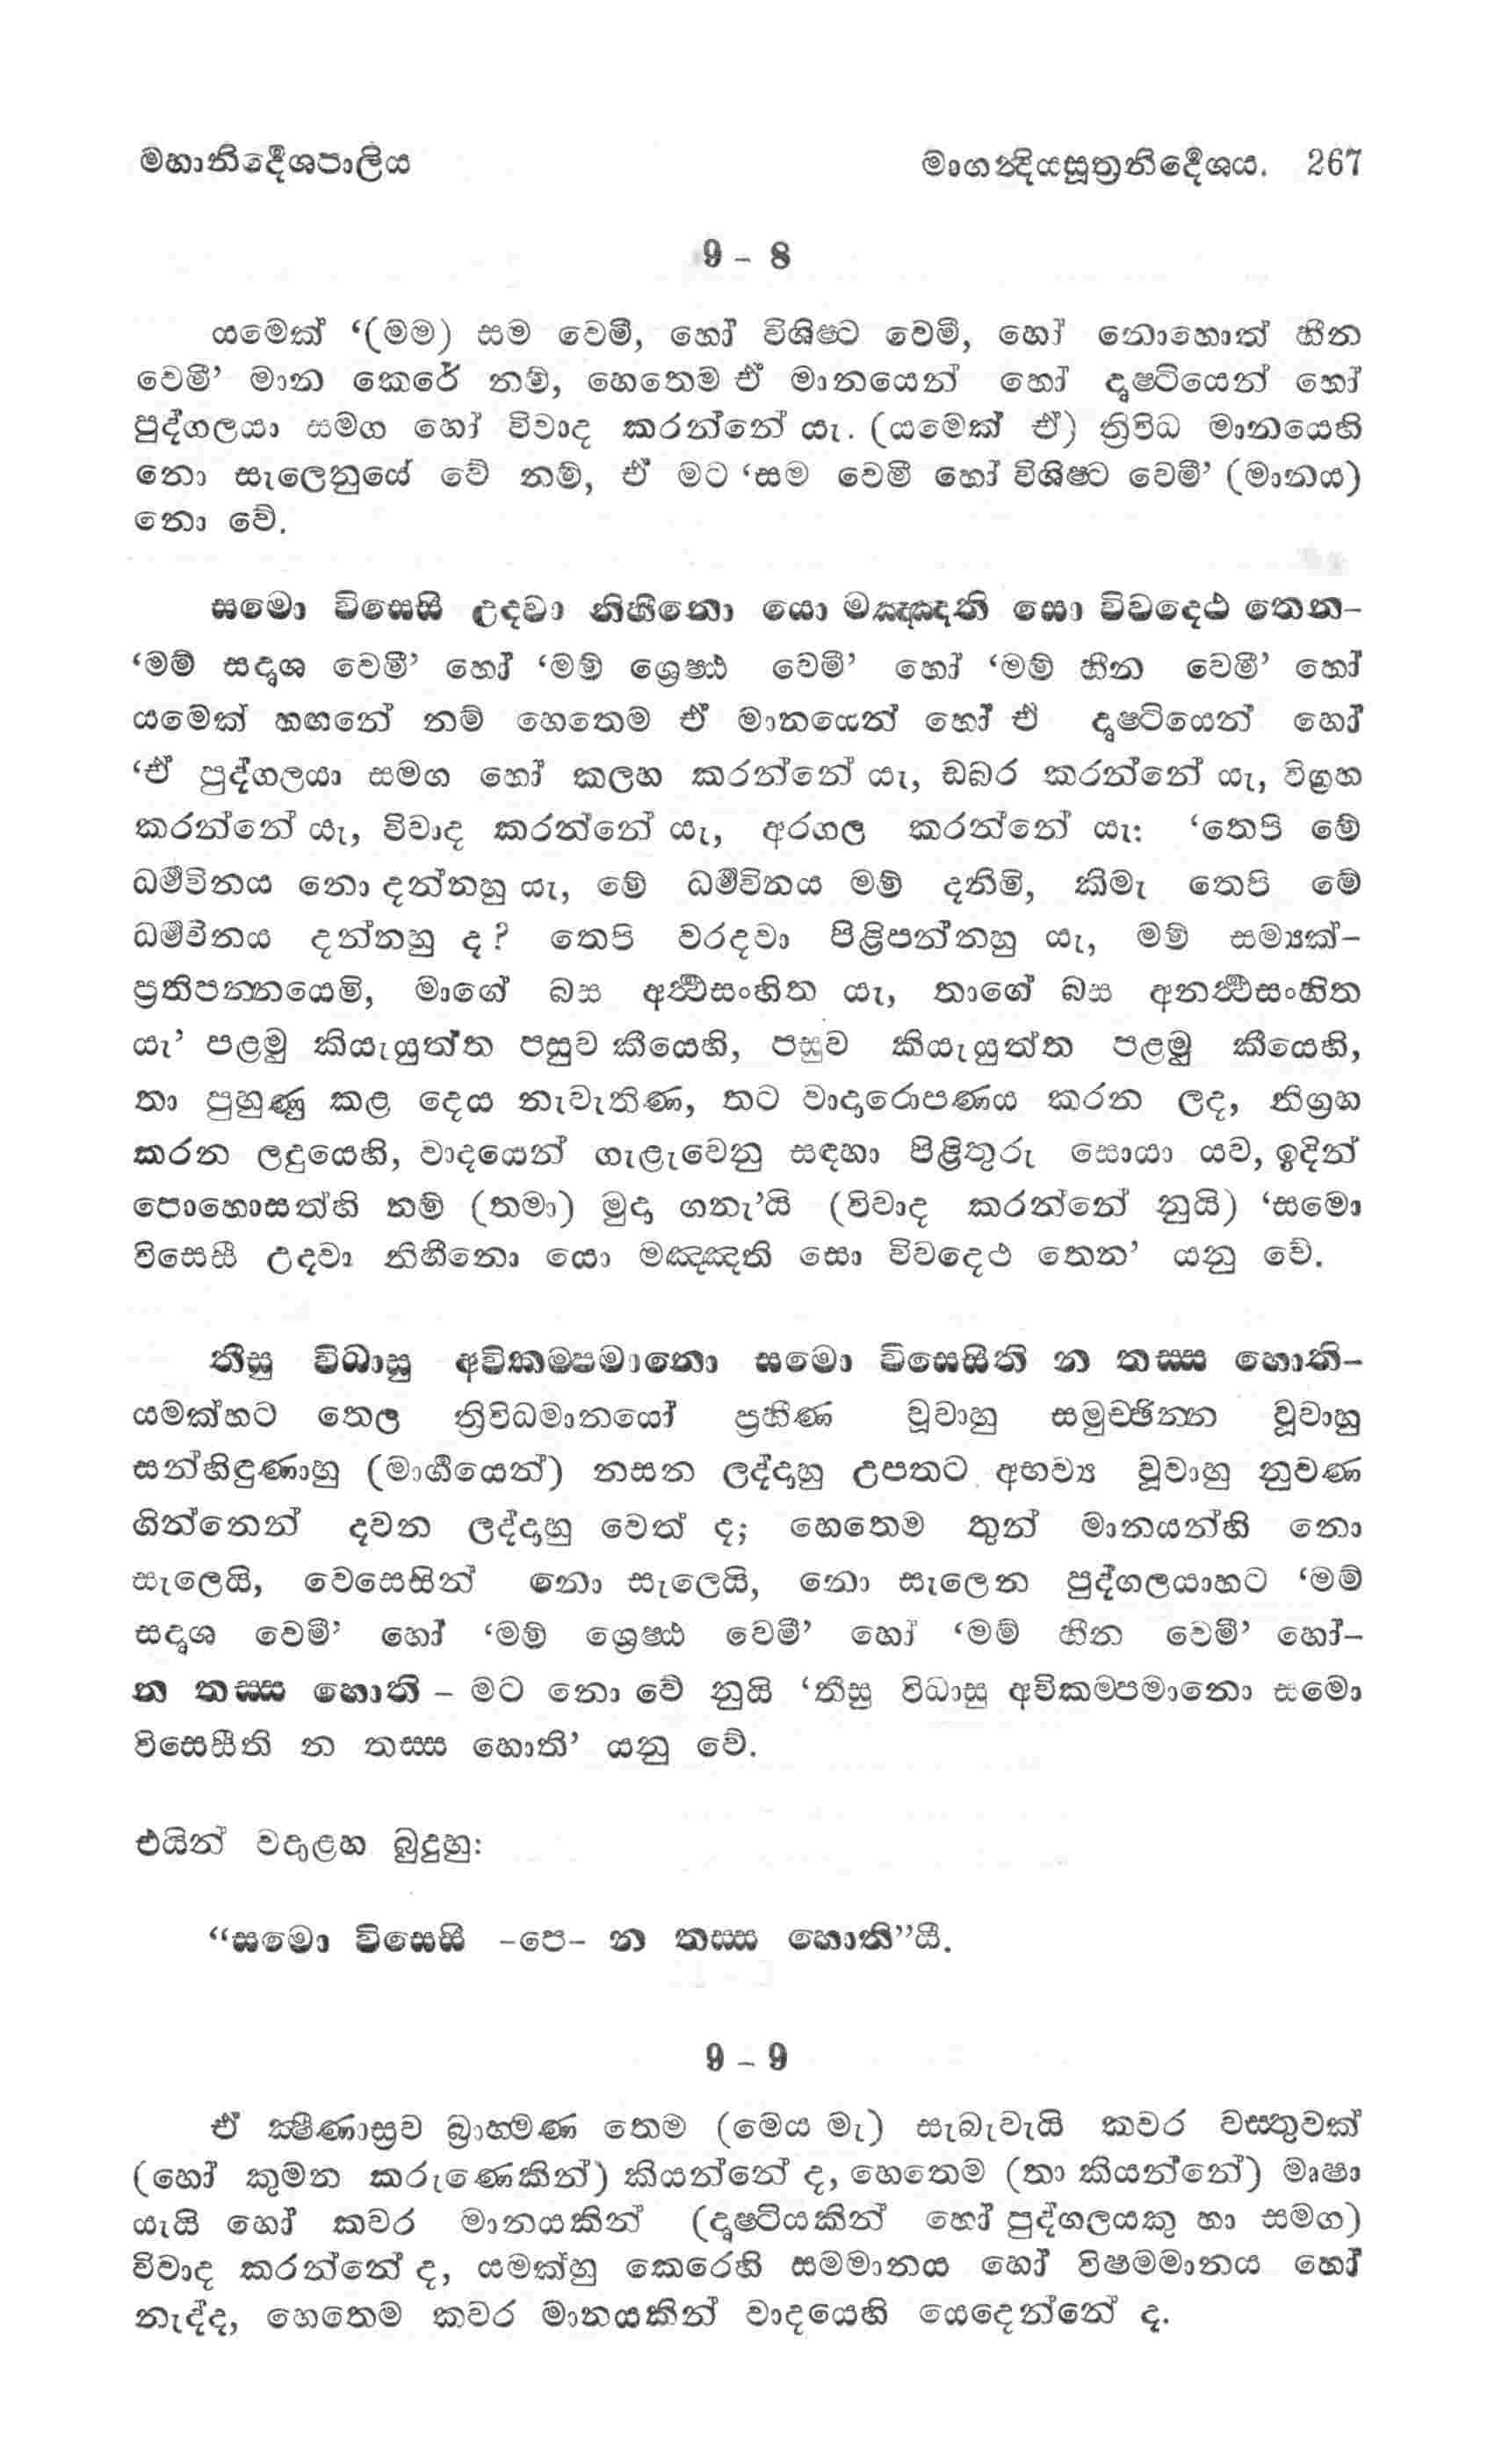 මහානිද්දේශපාලිය මාගන්දියසූත්‍රනිර්දේශය. 267
9 - 8
යමෙක් ‘(මම) සම වෙමී, හෝ විශිෂ්ට වෙමී, හෝ නොහොත් හීන
වෙමී’ මාන කෙරේ නම්, හෙතෙම ඒ මානයෙන් හෝ දෘෂ්ටියෙන් හෝ
පුද්ගලයා සමග හෝ විවාද කරන්නේ යැ. (යමෙක් ඒ) ත්‍රිවිධ මානයෙහි
නො සැලෙනුයේ වේ නම්, ඒ මට ‘සම වෙමී හෝ විශිෂ්ට වෙමී’ (මානය)
නො වේ.
සමො විසෙසී උදවා නිහීනො යො මඤ්ඤති සො විවදෙථ තෙන–
‘මම් සදෘශ වෙමී’ හෝ ‘මම් ශ්‍රේෂ්ඨ වෙමී’ හෝ ‘මම් හීන වෙමී’ හෝ
යමෙක් හඟනේ නම් හෙතෙම ඒ මානයෙන් හෝ ඒ දෘෂ්ටියෙන් හෝ
‘ඒ පුද්ගලයා සමග හෝ කලහ කරන්නේ යැ, ඩබර කරන්නේ යැ, විග්‍රහ
කරන්නේ යැ, විවාද කරන්නේ යැ, අරගල කරන්නේ යැ: ‘තෙපි මේ
ධර්මවිනය නො දන්නහු යැ, මේ ධර්මවිනය මම් දනිමි, කිමැ තෙපි මේ
ධර්මවිනය දන්නහු ද? තෙපි වරදවා පිළිපන්නහු යැ, මම් සම්‍යක්–
ප්‍රතිපන්නයෙමි, මාගේ බස අර්ථසංහිත යැ, තාගේ බස අනර්ථසංහිත
යැ’ පළමු කියැයුත්ත පසුව කීයෙහි, පසුව කියැයුත්ත පළමු කීයෙහි,
තා පුහුණු කළ දෙය නැවැතිණ, තට වාදාරොපණය කරන ලද, නිග්‍රහ
කරන ලදුයෙහි, වාදයෙන් ගැළැවෙනු සඳහා පිළිතුරු සොයා යව, ඉදින්
පොහොසත්හි නම් (තමා) මුදා ගනැ’යි (විවාද කරන්නේ නුයි) ‘සමො
විසෙසී උදවා නිහීනො යො මඤ්ඤති සො විවදෙථ තෙන’ යනු වේ.
තීසු විධාසු අවිකම්පමානො සමො විසෙසීති න තස්ස හොති–
යමක්හට තෙල ත්‍රිවිධමානයෝ ප්‍රහීණ වූවාහු සමුච්ඡින්න වූවාහු
සන්හිඳුණාහු (මාර්ගයෙන්) නසන ලද්දාහු උපතට අභව්‍ය වූවාහු නුවණ
ගින්නෙන් දවන ලද්දාහු වෙත් ද; හෙතෙම තුන් මානයන්හි නො
සැලෙයි, වෙසෙසින් නො සැලෙයි, නො සැලෙන පුද්ගලයාහට ‘මම්
සදෘශ වෙමී’ හෝ ‘මම් ශ්‍රේෂ්ඨ වෙමී’ හෝ ‘මම් හීන වෙමී’ හෝ–
න තස්ස හොති – මට නො වේ නුයි ‘තීසු විධාසු අවිකම්පමානො සමො
විසෙසීති න තස්ස හොති’ යනු වේ.
එයින් වදාළහ බුදුහු:
“සමො විසෙසී –පෙ– න තස්ස හොති”යී.
9 – 9
ඒ ක්ෂීණාස්‍රව බ්‍රාහ්මණ තෙම (මෙය මැ) සැබැවැයි කවර වස්තුවක්
(හෝ කුමන කරුණෙකින්) කියන්නේ ද, හෙතෙම (තා කියන්නේ) මෘෂා
යැයි හෝ කවර මානයකින් (දෘෂ්ටියකින් හෝ පුද්ගලයකු හා සමග)
විවාද කරන්නේ ද, යමක්හු කෙරෙහි සමමානය හෝ විෂමමානය හෝ
නැද්ද, හෙතෙම කවර මානයකින් වාදයෙහි යෙදෙන්නේ ද.